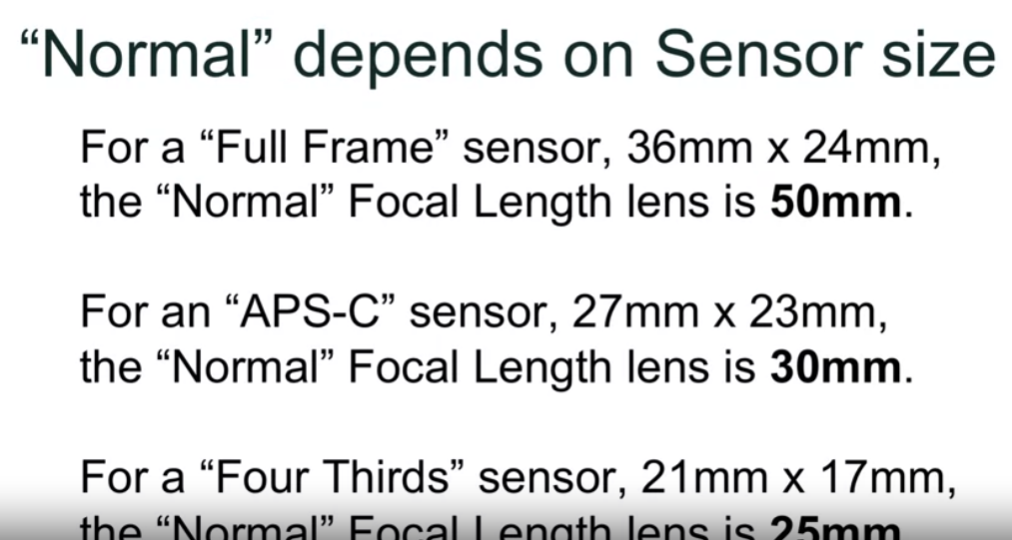 “Normal” depends on Sensor size
For a “Full Frame” sensor, 36mm x 24mm,
the “Normal” Focal Length lens is 50mm.
For an “APS-C” sensor, 27mm x 23mm,
the “Normal” Focal Length lens is 30mm.
For a “Four Thirds” sensor, 21mm x 17mm,
the “Normal” Focal Length lens is 25mm